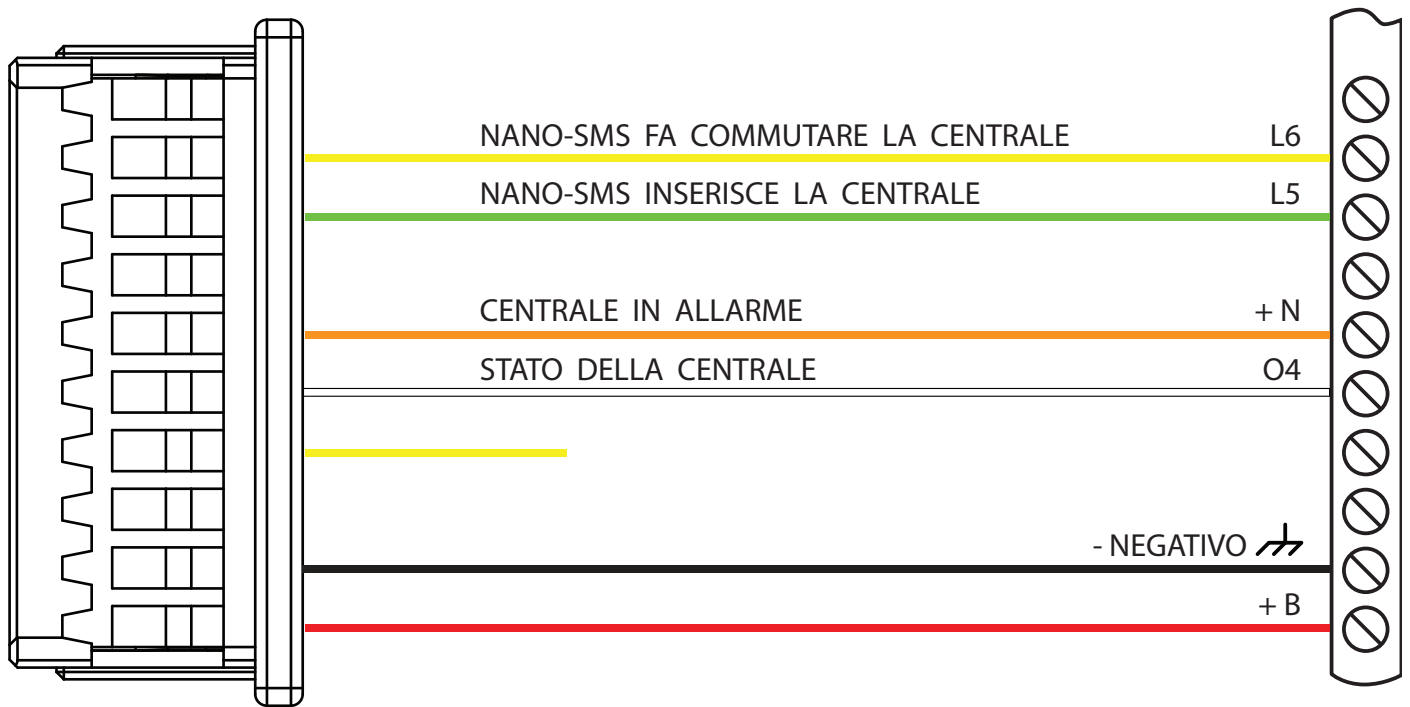 NANO-SMS FA COMMUTARE LA CENTRALE L6
NANO-SMS INSERISCE LA CENTRALE L5
CENTRALE IN ALLARME + N
STATO DELLA CENTRALE O4
- NEGATIVO
+ B